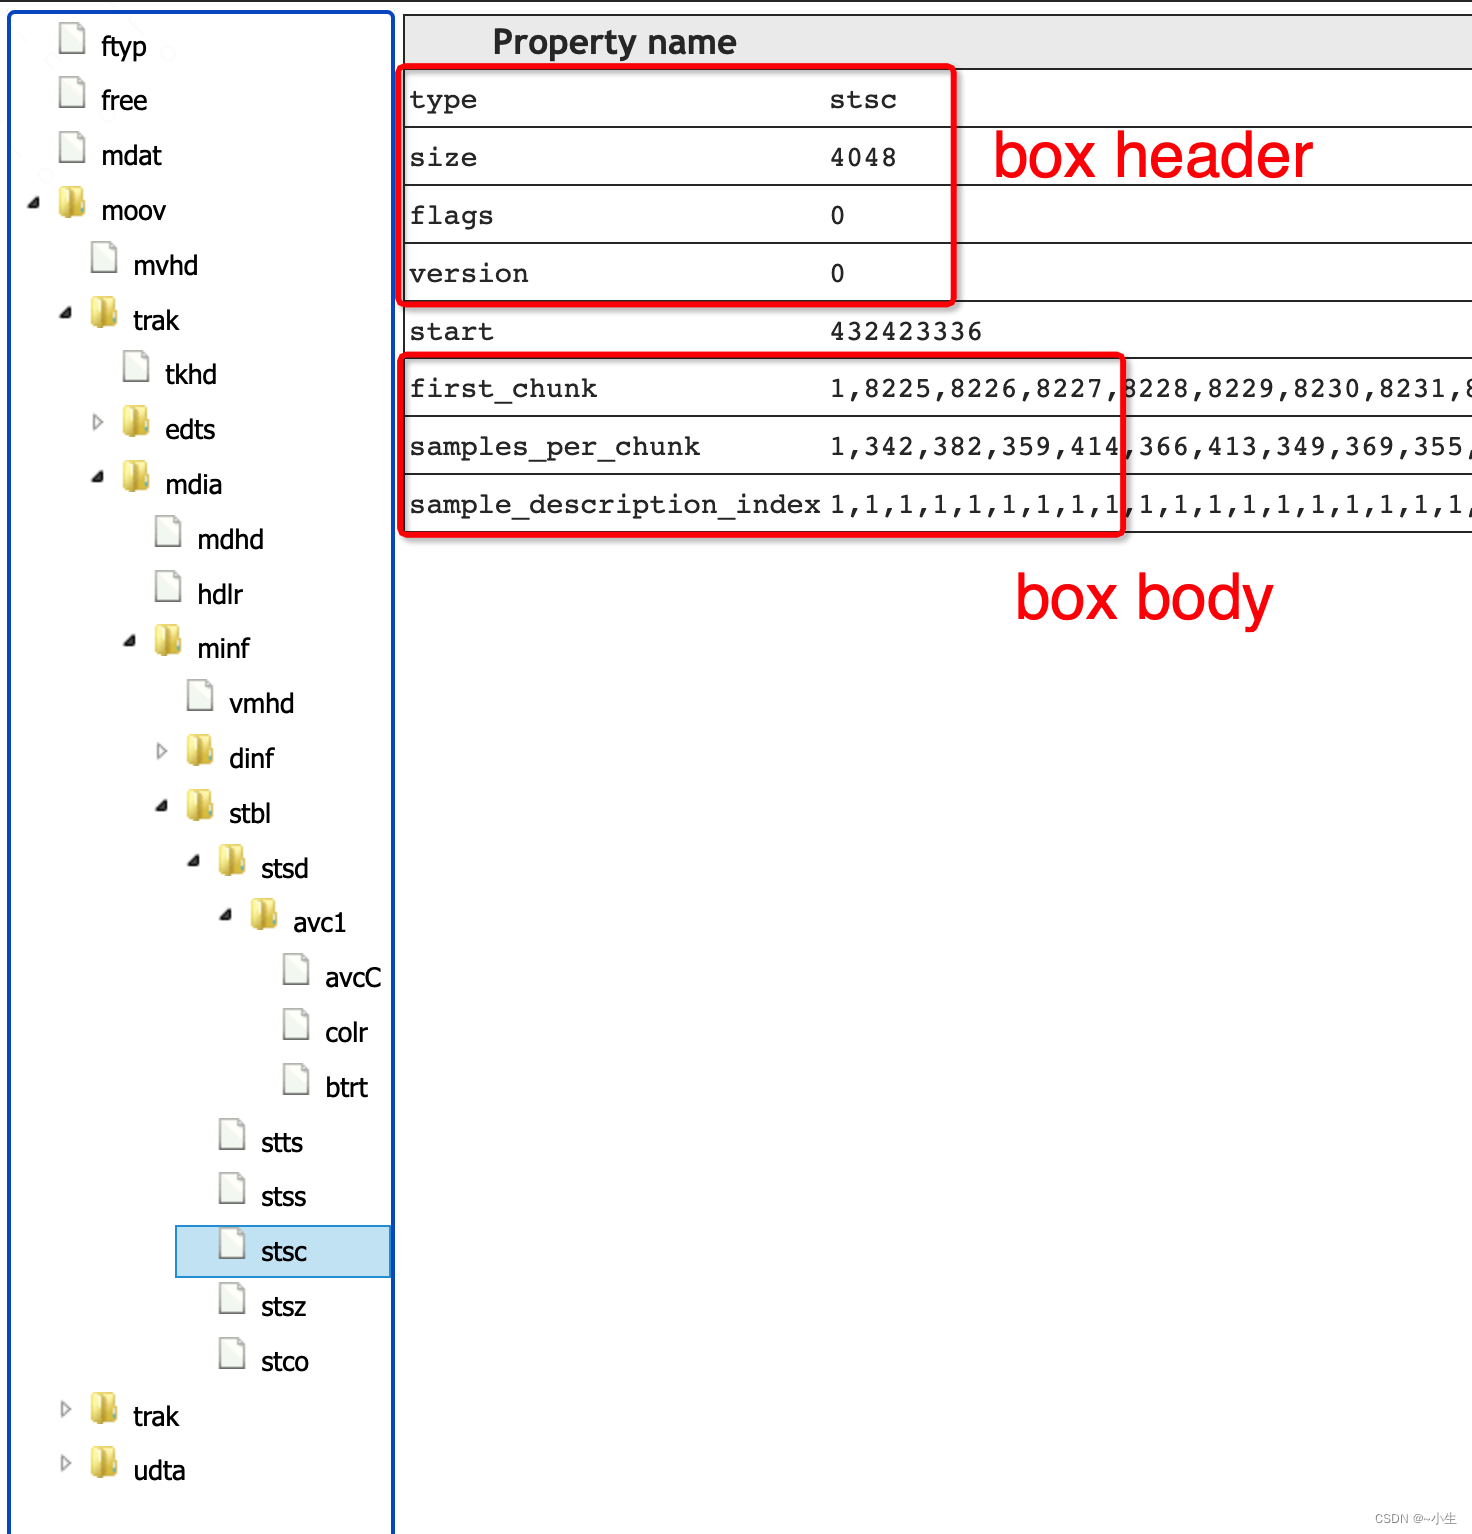 ftyp
free
mdat
moov
mvhd
trak
tkhd
edts
mdia
mdhd
hdlr
minf
vmhd
dinf
stbl
stsd
avc1
avcC
colr
btrt
stts
stss
stsc
stsz
stco
trak
udta
Property name
type stsc
size 4048
flags 0
version 0
box header
start 432423336
first_chunk 1,8225,8226,8227,8228,8229,8230,8231,8
samples_per_chunk 1,342,382,359,414,366,413,349,369,355,
sample_description_index 1,1,1,1,1,1,1,1,1,1,1,1,1,1,1,1,1,1,1,
box body
CSDN @~小生